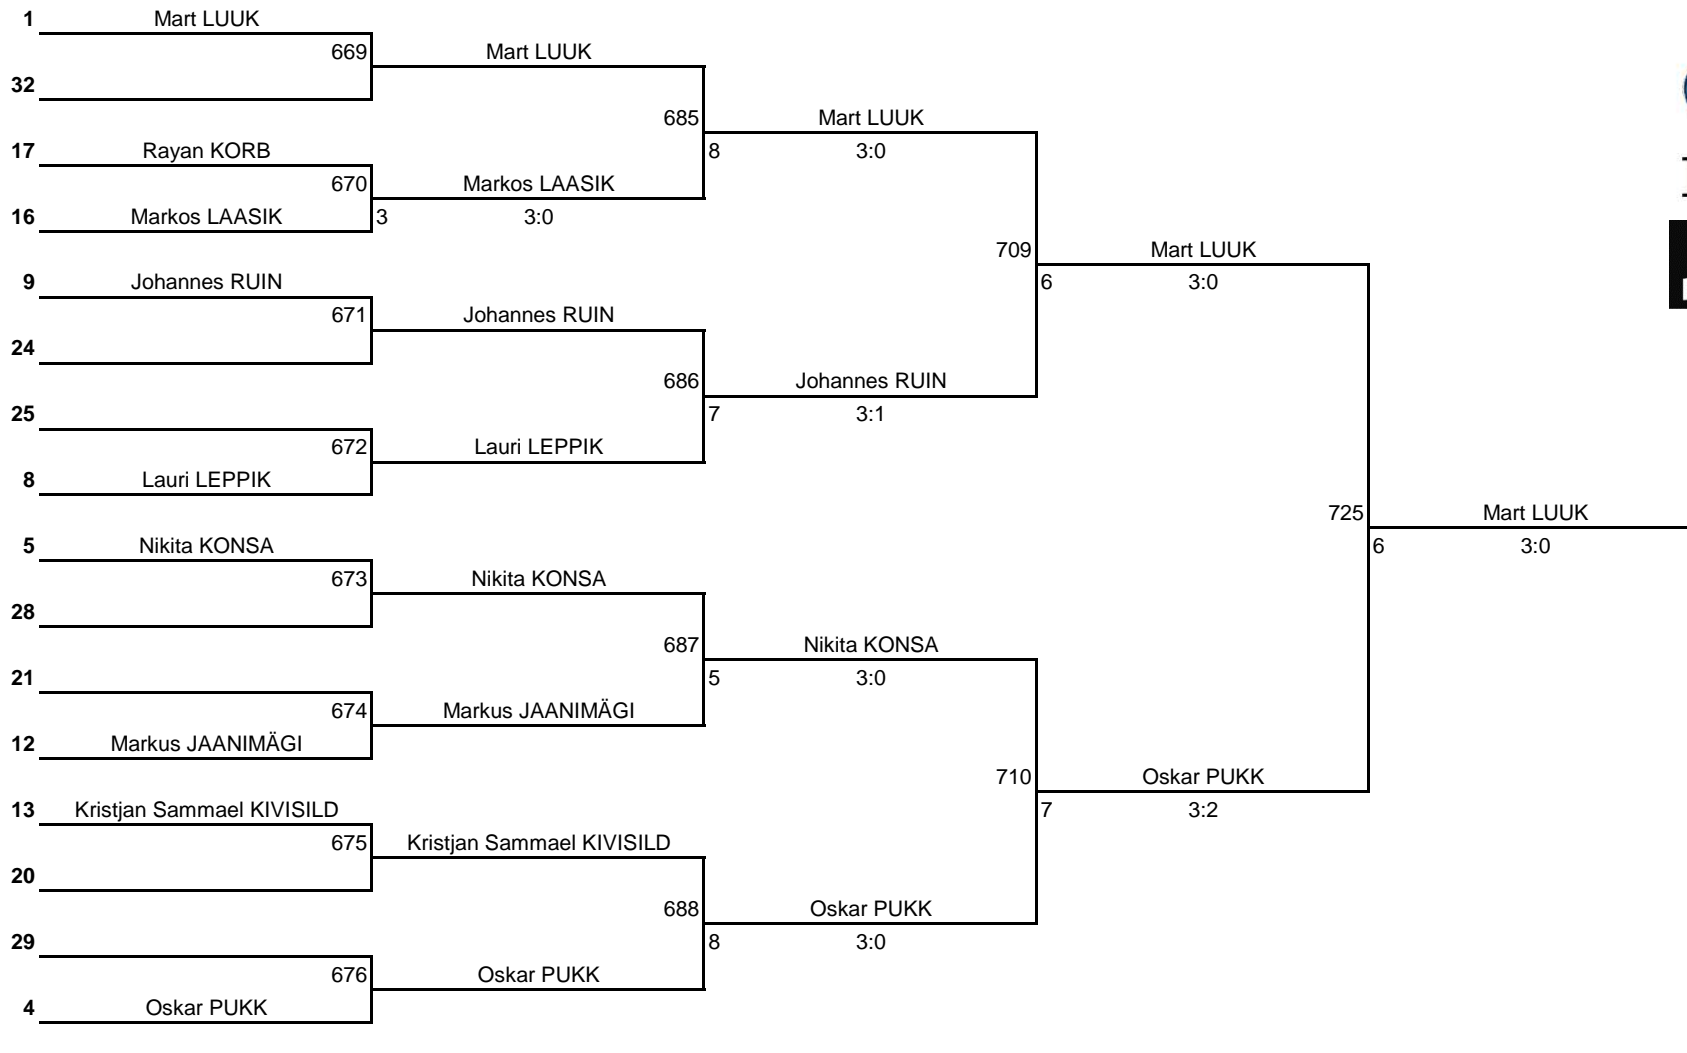 1 Mart LUUK
669 Mart LUUK
32
685 Mart LUUK
17 Rayan KORB 8 3:0
670 Markos LAASIK
16 Markos LAASIK 3 3:0
709 Mart LUUK
9 Johannes RUIN 6 3:0
671 Johannes RUIN
24
686 Johannes RUIN
25 7 3:1
672 Lauri LEPPIK
8 Lauri LEPPIK
725 Mart LUUK
5 Nikita KONSA 6 3:0
673 Nikita KONSA
28
687 Nikita KONSA
21 5 3:0
674 Markus JAANIMÄGI
12 Markus JAANIMÄGI
710 Oskar PUKK
13 Kristjan Sammael KIVISILD 7 3:2
675 Kristjan Sammael KIVISILD
20
688 Oskar PUKK
29 8 3:0
676 Oskar PUKK
4 Oskar PUKK